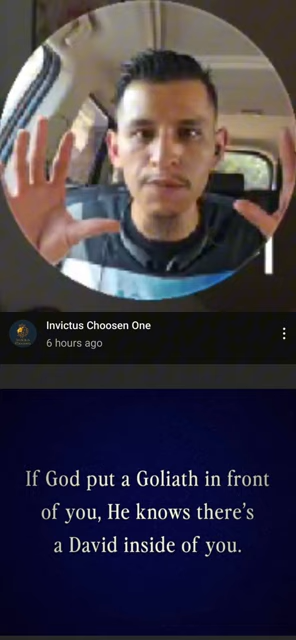 Invictus Choosen One
6 hours ago
If God put a Goliath in front
of you, He knows there's
a David inside of you.